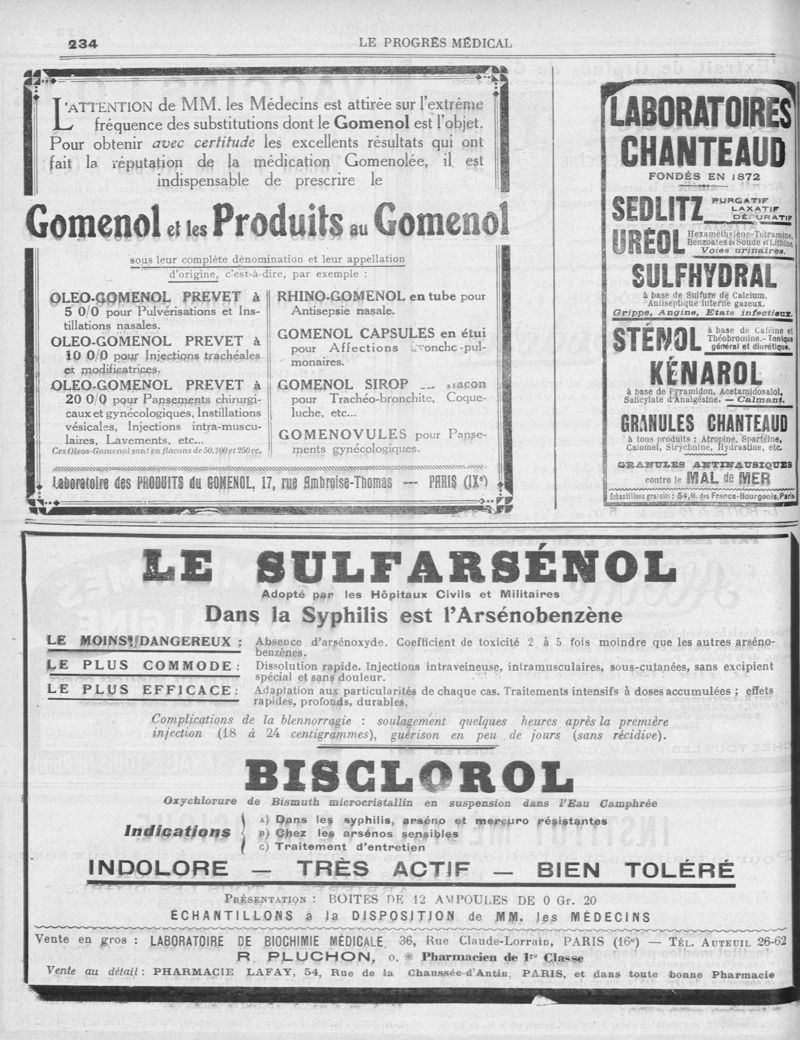 234
LE PROGRÈS MÉDICAL
L'ATTENTION de MM. les Médecins est attirée sur l'extrême
fréquence des substitutions dont le Gomenol est l'objet.
Pour obtenir avec certitude les excellents résultats qui ont
fait la réputation de la médication Gomenolée, il est
indispensable de prescrire le
Gomenol et les Produits au Gomenol
sous leur complète dénomination et leur appellation
d'origine, c'est-à-dire, par exemple :
OLEO-GOMENOL PREVET à
5 0/0 pour Pulvérisations et Ins-
tillations nasales.
OLEO-GOMENOL PREVET à
10 0/0 pour Injections trachéales
et modificatrices.
OLEO-GOMENOL PREVET à
20 0/0 pour Pansements chirurgi-
caux et gynécologiques, Instillations
vésicales, Injections intra-muscu-
laires, Lavements, etc...
Ces Oleos-Gomenol sont en flacons de 50, 100 et 250 cc.
RHINO-GOMENOL en tube pour
Antisepsie nasale.
GOMENOL CAPSULES en étui
pour Affections ronche-pul-
monaires.
GOMENOL SIROP flacon
pour Trachéo-bronchite, Coque-
luche, etc...
GOMENOVULES pour Panse-
ments gynécologiques.
Laboratoire des PRODUITS du GOMENOL, 17, rue Ambroise-Thomas — PARIS (IXe)
LABORATOIRES
CHANTEAUD
FONDÉS EN 1872
SEDLITZ PURGATIF
LAXATIF
DÉPURATIF
URÉOL Hexaméthylène-Tétramine,
Benzoates de Soude et Lithine
Voies urinaires.
SULFHYDRAL
à base de Sulfure de Calcium.
Antiseptique interne gazeux.
Grippe, Angine, Etats infectieux.
STÉNOL à base de Caféine et
Théobromine. - Tonique
général et diurétique.
KÉNAROL
à base de Pyramidon, Acetamidosalol,
Salicylate d'Analgésine. — Calmant.
GRANULES CHANTEAUD
à tous produits : Atropine, Spartéine,
Calomel, Strychnine, Hydrastine, etc.
GRANULES ANTINAUSIQUES
contre le MAL de MER
Echantillons gratuits : 54, R. des Francs-Bourgeois, Paris
LE SULFARSÉNOL
Adopté par les Hôpitaux Civils et Militaires
Dans la Syphilis est l'Arsénobenzène
LE MOINS DANGEREUX : Absence d'arsénoxyde. Coefficient de toxicité 2 à 5 fois moindre que les autres arséno-
benzènes.
LE PLUS COMMODE : Dissolution rapide. Injections intraveineuse, intramusculaires, sous-cutanées, sans excipient
spécial et sans douleur.
LE PLUS EFFICACE : Adaptation aux particularités de chaque cas. Traitements intensifs à doses accumulées ; effets
rapides, profonds, durables.
Complications de la blennorragie : soulagement quelques heures après la première
injection (18 à 24 centigrammes), guérison en peu de jours (sans récidive).
BISCLOROL
Oxychlorure de Bismuth microcristallin en suspension dans l'Eau Camphrée
Indications
A) Dans les syphilis, arséno et mercuro résistantes
B) Chez les arsénos sensibles
C) Traitement d'entretien
INDOLORE — TRÈS ACTIF — BIEN TOLÉRÉ
PRÉSENTATION : BOITES DE 12 AMPOULES DE 0 Gr. 20
ÉCHANTILLONS à la DISPOSITION de MM. les MÉDECINS
Vente en gros : LABORATOIRE DE BIOCHIMIE MÉDICALE, 36, Rue Claude-Lorrain, PARIS (16e) — TÉL. AUTEUIL 26-62
R. PLUCHON, O. ※ Pharmacien de 1re Classe
Vente au détail : PHARMACIE LAFAY, 54, Rue de la Chaussée-d'Antin, PARIS, et dans toute bonne Pharmacie